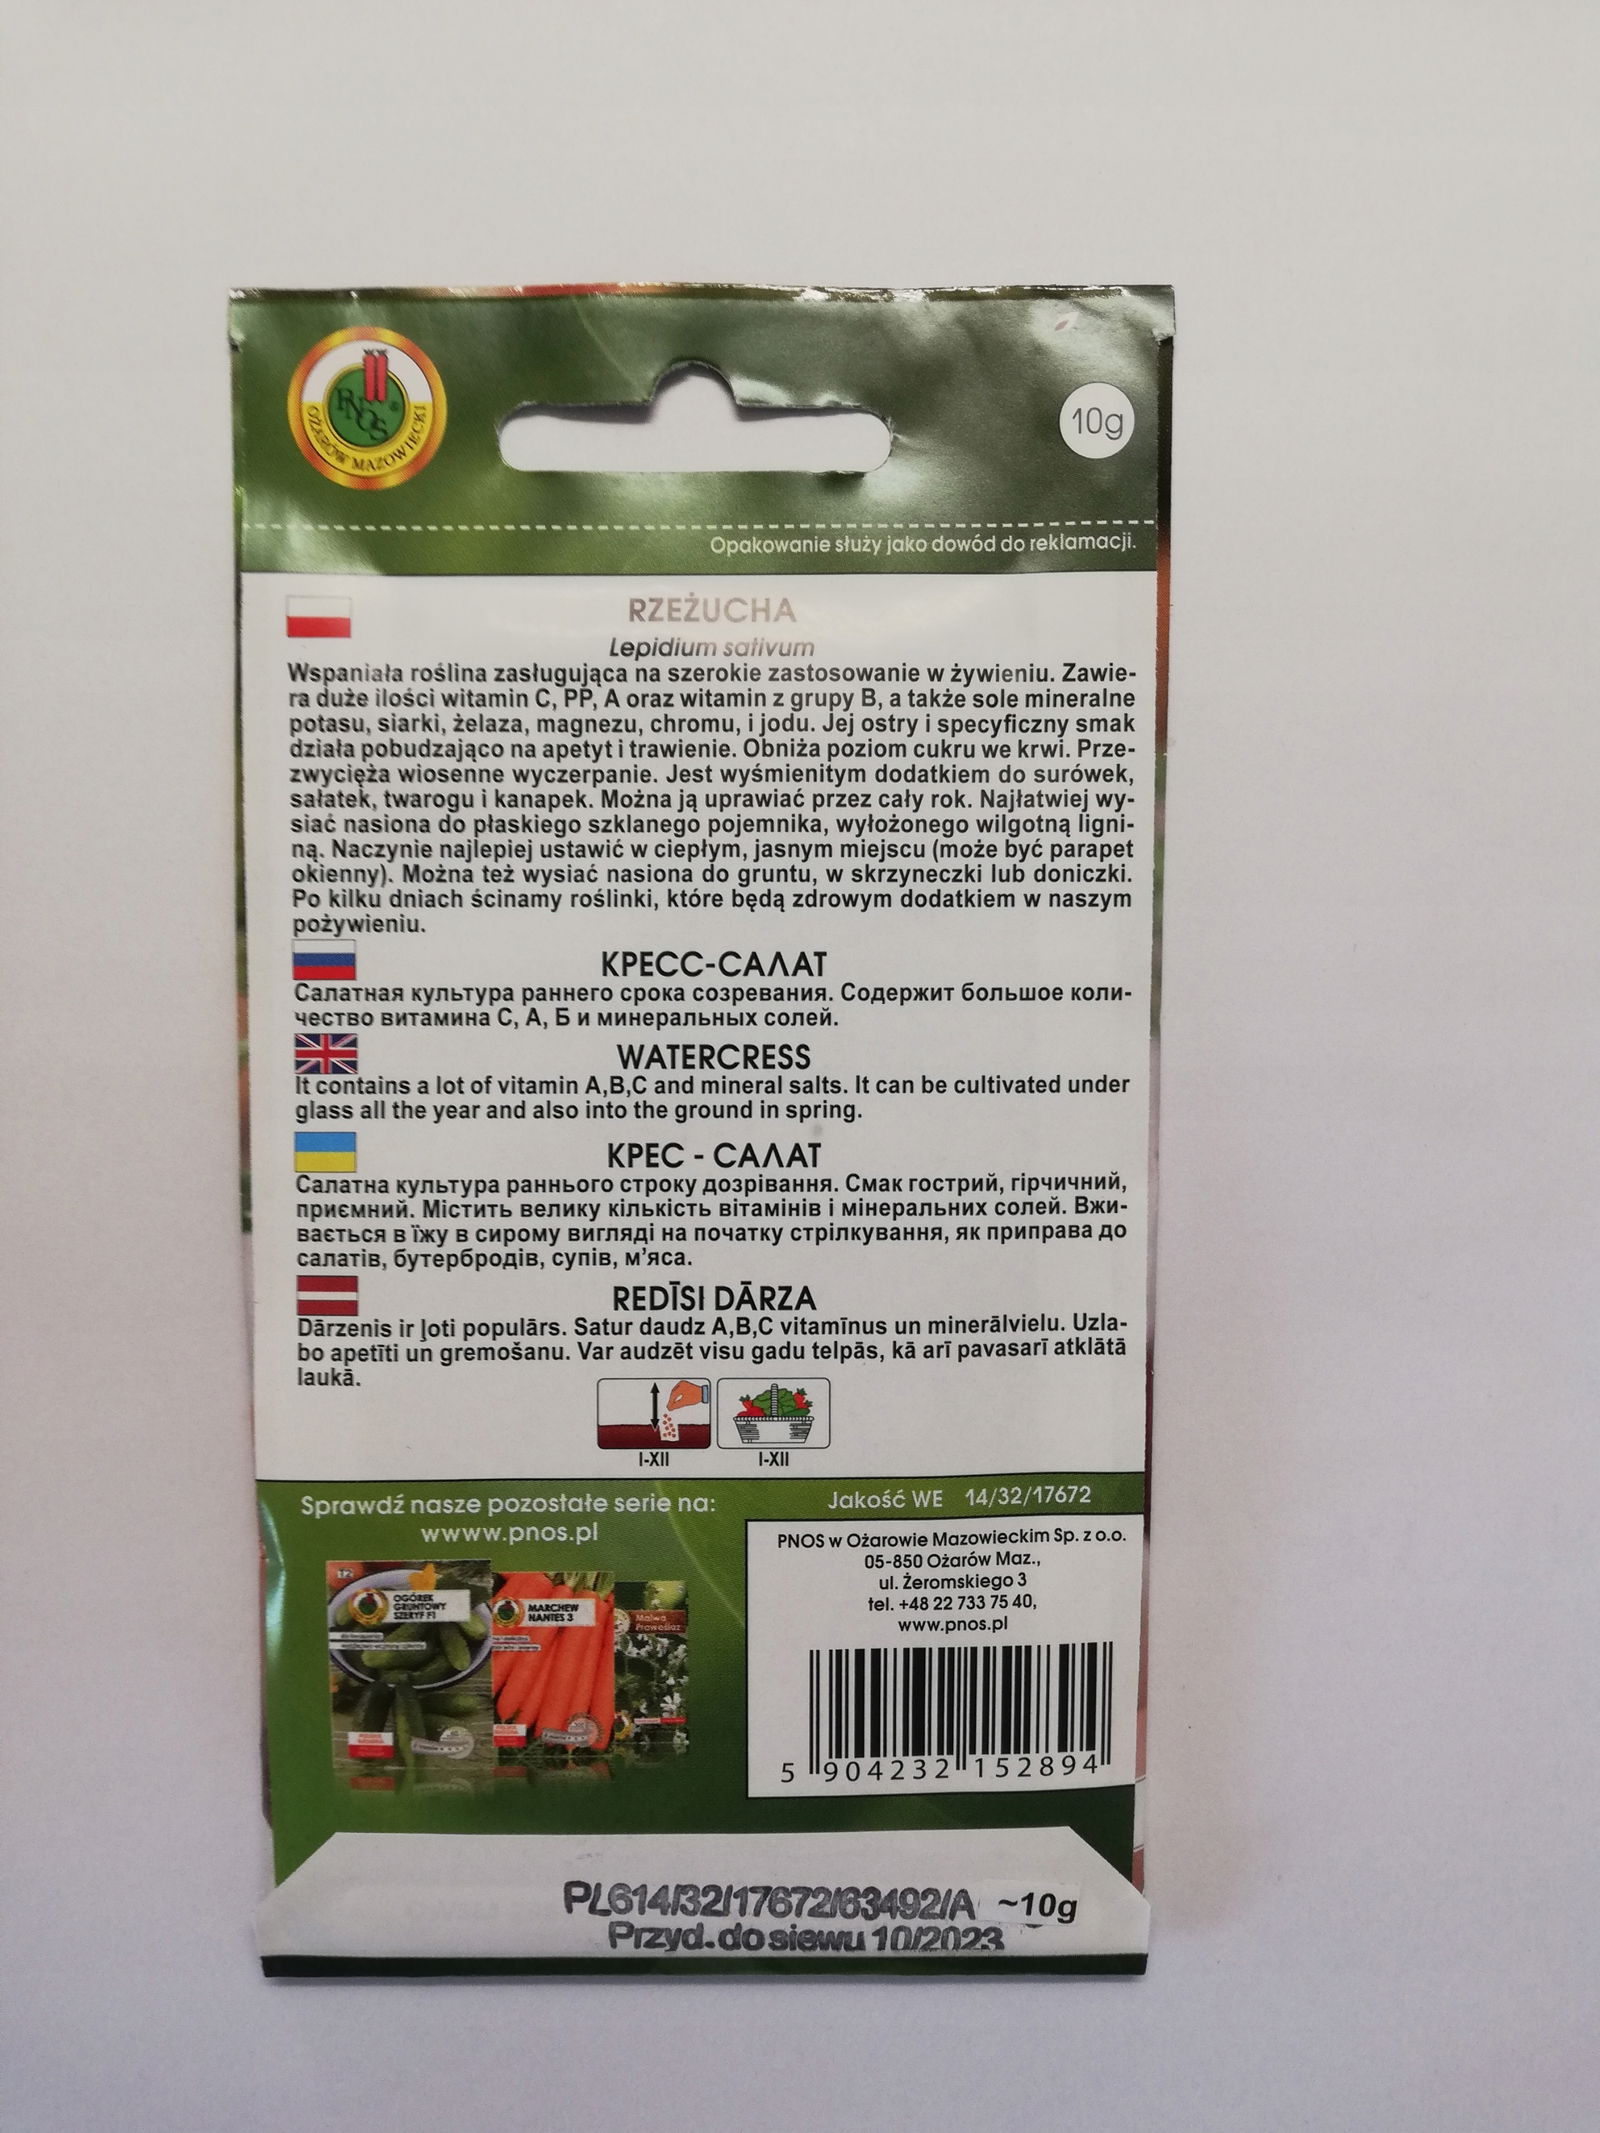 PNOS
OŻARÓW MAZOWIECKI
10g
Opakowanie służy jako dowód do reklamacji.
RZEŻUCHA
Lepidium sativum
Wspaniała roślina zasługująca na szerokie zastosowanie w żywieniu. Zawie-
ra duże ilości witamin C, PP, A oraz witamin z grupy B, a także sole mineralne
potasu, siarki, żelaza, magnezu, chromu, i jodu. Jej ostry i specyficzny smak
działa pobudzająco na apetyt i trawienie. Obniża poziom cukru we krwi. Prze-
zwycięża wiosenne wyczerpanie. Jest wyśmienitym dodatkiem do surówek,
sałatek, twarogu i kanapek. Można ją uprawiać przez cały rok. Najłatwiej wy-
siać nasiona do płaskiego szklanego pojemnika, wyłożonego wilgotną ligni-
ną. Naczynie najlepiej ustawić w ciepłym, jasnym miejscu (może być parapet
okienny). Można też wysiać nasiona do gruntu, w skrzyneczki lub doniczki.
Po kilku dniach ścinamy roślinki, które będą zdrowym dodatkiem w naszym
pożywieniu.
КРЕСС-САЛАТ
Салатная культура раннего срока созревания. Содержит большое коли-
чество витамина С, А, Б и минеральных солей.
WATERCRESS
It contains a lot of vitamin A,B,C and mineral salts. It can be cultivated under
glass all the year and also into the ground in spring.
КРЕС - САЛАТ
Салатна культура раннього строку дозрівання. Смак гострий, гірчичний,
приємний. Містить велику кількість вітамінів і мінеральних солей. Вжи-
вається в їжу в сирому вигляді на початку стрілкування, як приправа до
салатів, бутербродів, супів, м’яса.
REDĪSI DĀRZA
Dārzenis ir ļoti populārs. Satur daudz A,B,C vitamīnus un minerālvielu. Uzla-
bo apetīti un gremošanu. Var audzēt visu gadu telpās, kā arī pavasarī atklātā
laukā.
I-XII I-XII
Sprawdź nasze pozostałe serie na:
wwww.pnos.pl
Jakość WE 14/32/17672
PNOS w Ożarowie Mazowieckim Sp. z o.o.
05-850 Ożarów Maz.,
ul. Żeromskiego 3
tel. +48 22 733 75 40,
www.pnos.pl
12
OGÓREK
GRUNTOWY
SZERYF F1
MARCHEW
NANTES 3
Malwa
Prawoślaz
5 904232 152894
PL614/32/17672/63492/A ~10g
Przyd. do siewu 10/2023